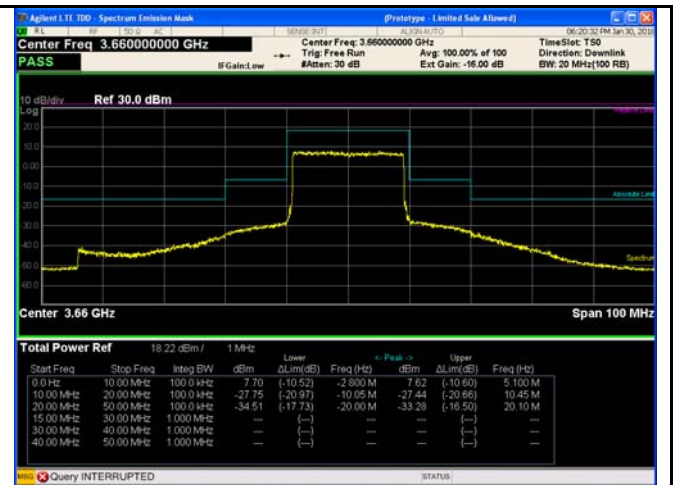 Agilent LTE TDD - Spectrum Emission Mask (Prototype - Limited Sale Allowed)
RL RF 50 Ω AC SENSE:INT ALIGN AUTO 06:20:32 PM Jan 30, 2018
Center Freq 3.660000000 GHz Center Freq: 3.660000000 GHz TimeSlot: TS0
Trig: Free Run Avg: 100.00% of 100 Direction: Downlink
PASS IFGain:Low #Atten: 30 dB Ext Gain: -16.00 dB BW: 20 MHz(100 RB)
10 dB/div Ref 30.0 dBm
Log
Relative Limit
20.0
10.0
0.00
-10.0
Absolute Limit
-20.0
-30.0
-40.0
Spectrum
-50.0
-60.0
Center 3.66 GHz Span 100 MHz
Total Power Ref 18.22 dBm / 1 MHz
Lower <- Peak -> Upper
Start Freq Stop Freq Integ BW dBm ΔLim(dB) Freq (Hz) dBm ΔLim(dB) Freq (Hz)
0.0 Hz 10.00 MHz 100.0 kHz 7.70 (-10.52) -2.800 M 7.62 (-10.60) 5.100 M
10.00 MHz 20.00 MHz 100.0 kHz -27.75 (-20.97) -10.05 M -27.44 (-20.66) 10.45 M
20.00 MHz 50.00 MHz 100.0 kHz -34.51 (-17.73) -20.00 M -33.28 (-16.50) 20.10 M
15.00 MHz 30.00 MHz 1.000 MHz --- (---) --- --- (---) ---
30.00 MHz 40.00 MHz 1.000 MHz --- (---) --- --- (---) ---
40.00 MHz 50.00 MHz 1.000 MHz --- (---) --- --- (---) ---
MSG Query INTERRUPTED STATUS